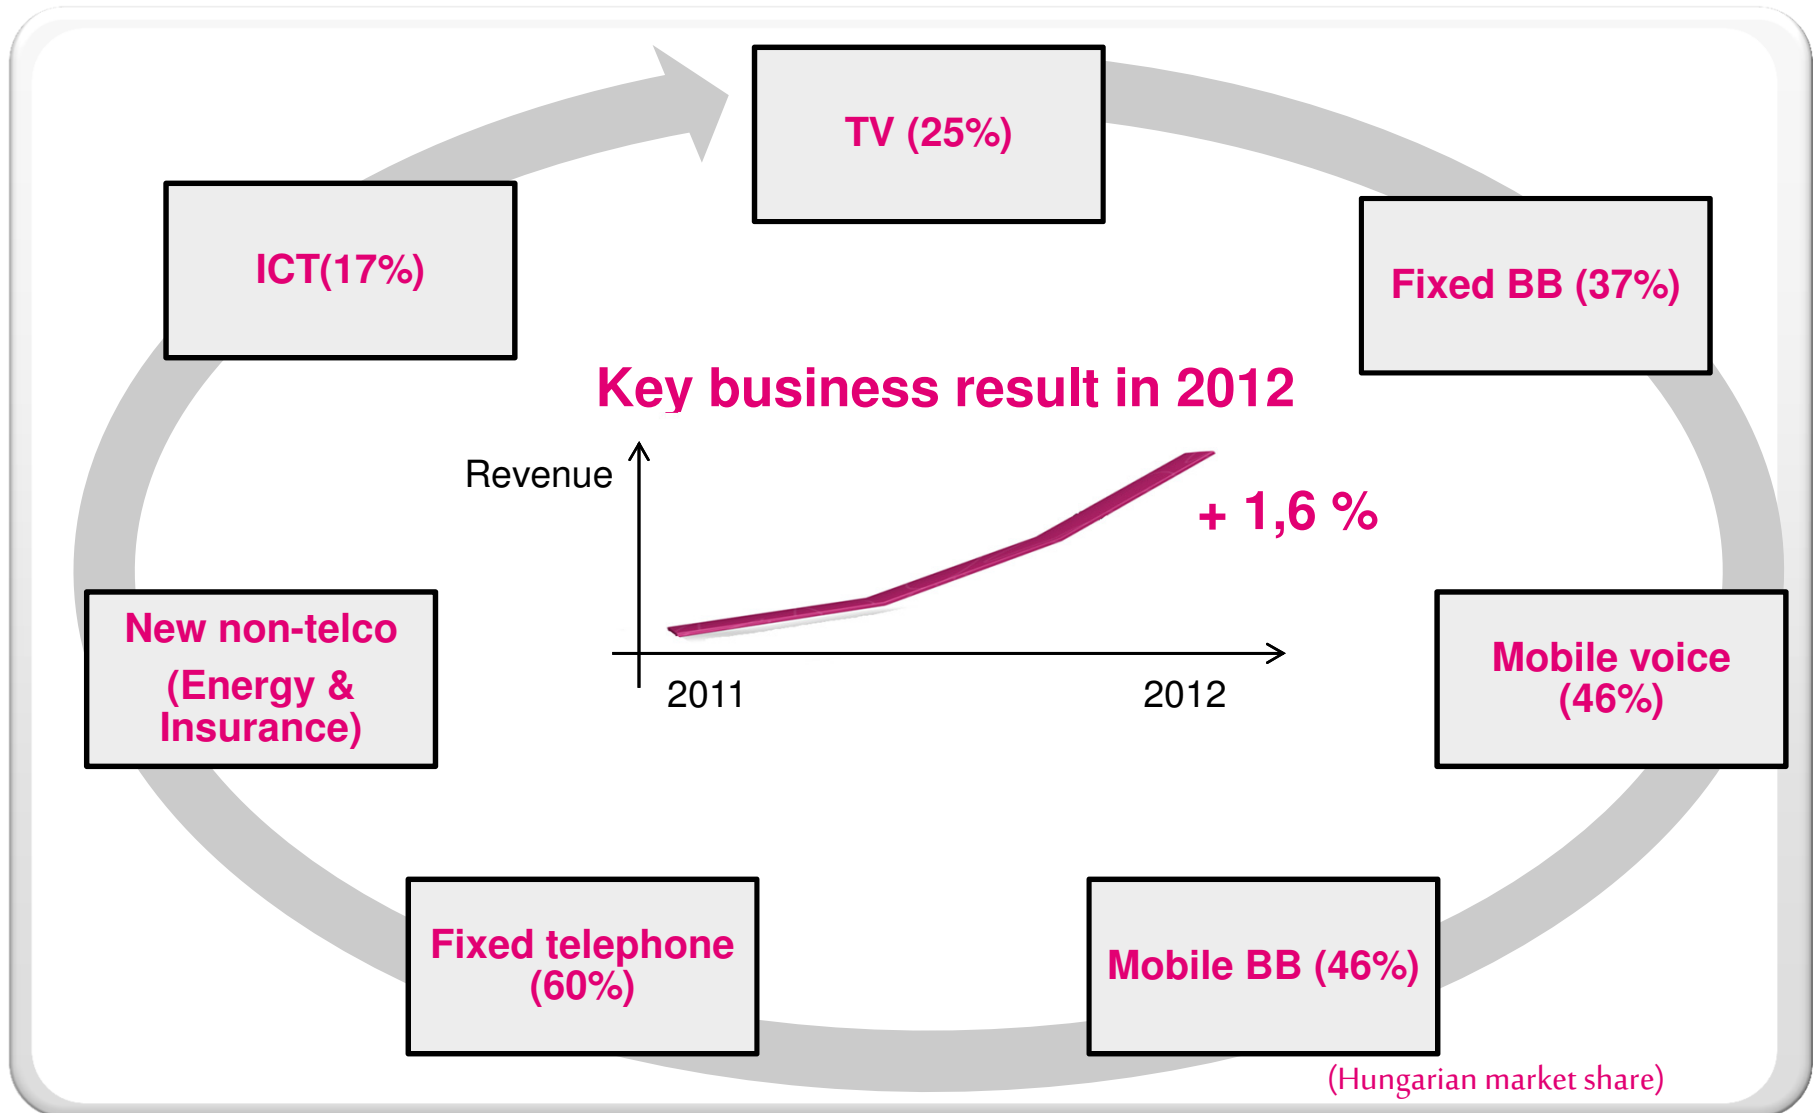 TV (25%)
ICT(17%)
Fixed BB (37%)
Key business result in 2012
Revenue
+ 1,6 %
2011
2012
New non-telco
(Energy &
Insurance)
Mobile voice
(46%)
Fixed telephone
(60%)
Mobile BB (46%)
(Hungarian market share)